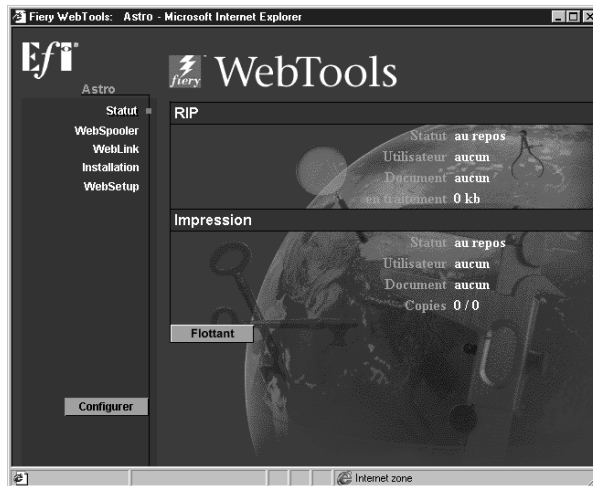 Fiery WebTools: Astro - Microsoft Internet Explorer
Efi
fiery WebTools
Astro
Statut
WebSpooler
WebLink
Installation
WebSetup
RIP
Statut au repos
Utilisateur aucun
Document aucun
en traitement 0 kb
Impression
Statut au repos
Utilisateur aucun
Document aucun
Copies 0 / 0
Flottant
Configurer
Internet zone